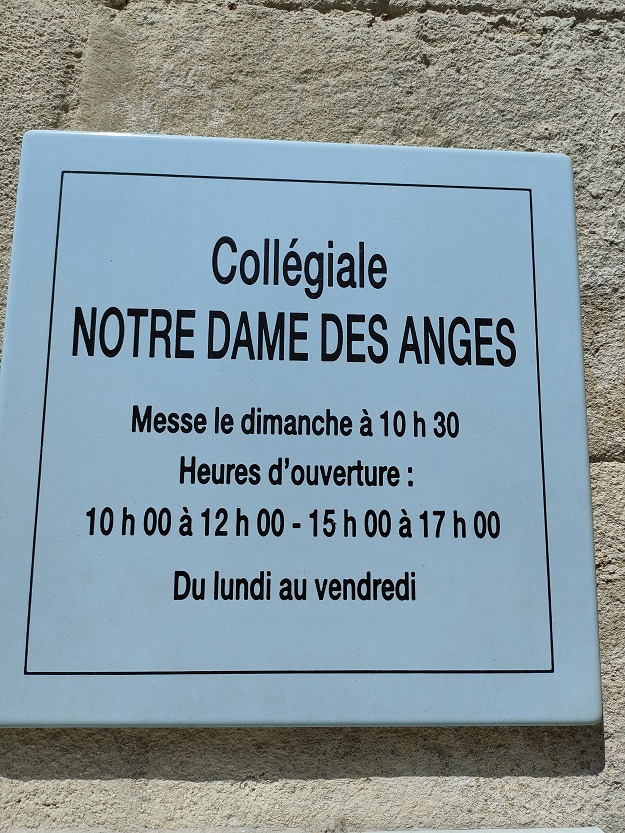 Collégiale
NOTRE DAME DES ANGES
Messe le dimanche à 10 h 30
Heures d’ouverture :
10 h 00 à 12 h 00 - 15 h 00 à 17 h 00
Du lundi au vendredi